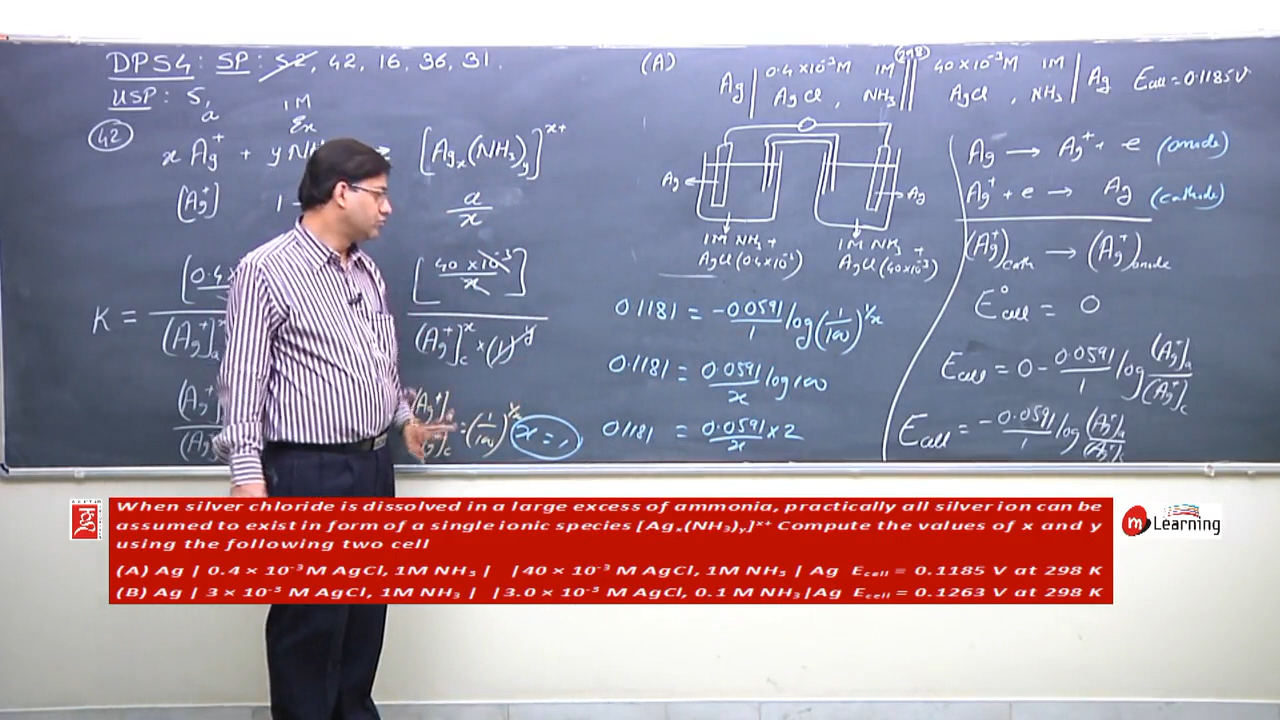 DPS4: SP: 52, 42, 16, 36, 31.
USP: 5,
42
a 1M
Ex
x Ag⁺ + y NH → [Agₓ(NH₃)y]ˣ⁺
[Ag⁺] 1- a/x
K = [0.4× [40×10⁻³/x]
(Ag⁺)ₐ (Ag⁺)꜀ˣ × (1)ʸ
= (1/100)^(1/x) x = 1
(A)
Ag | 0.4×10⁻³M AgCl, 1M NH₃ || 40×10⁻³M AgCl, 1M NH₃ | Ag Ecell = 0.1185V
(298)
Ag Ag
1M NH₃ + AgCl (0.4×10⁻³)
1M NH₃ + AgCl (40×10⁻³)
0.1181 = -0.0591/1 log(1/100)^(1/x)
0.1181 = 0.0591/x log 100
0.1181 = 0.0591/x × 2
Ag → Ag⁺ + e (anode)
Ag⁺ + e → Ag (cathode)
(Ag⁺)cath → (Ag⁺)anode
E°cell = 0
Ecell = 0 - 0.0591/1 log (Ag⁺)ₐ/(Ag⁺)꜀
Ecell = -0.0591/1 log (Ag⁺)ₐ/(Ag⁺)꜀
When silver chloride is dissolved in a large excess of ammonia, practically all silver ion can be
assumed to exist in form of a single ionic species [Agₓ(NH₃)y]ˣ⁺ Compute the values of x and y
using the following two cell
(A) Ag | 0.4 × 10⁻³ M AgCl, 1M NH₃ | |40 × 10⁻³ M AgCl, 1M NH₃ | Ag Ecell = 0.1185 V at 298 K
(B) Ag | 3 × 10⁻³ M AgCl, 1M NH₃ | |3.0 × 10⁻³ M AgCl, 0.1 M NH₃|Ag Ecell = 0.1263 V at 298 K
m Learning